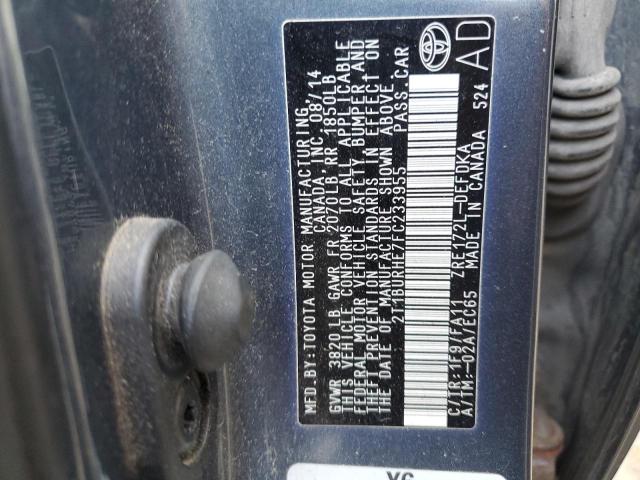 MFD.BY:TOYOTA MOTOR MANUFACTURING,
CANADA, INC. 08/14
GVWR 3820LB GAWR FR 2070LB RR 1850LB
THIS VEHICLE CONFORMS TO ALL APPLICABLE
FEDERAL MOTOR VEHICLE SAFETY, BUMPER, AND
THEFT PREVENTION STANDARDS IN EFFECT ON
THE DATE OF MANUFACTURE SHOWN ABOVE.
2T1BURHE7FC233955 PASS.CAR
C/TR:1F9/FA11 ZRE172L-DEFDKA
A/TM:-02A/EC65 MADE IN CANADA 524
AD
YC